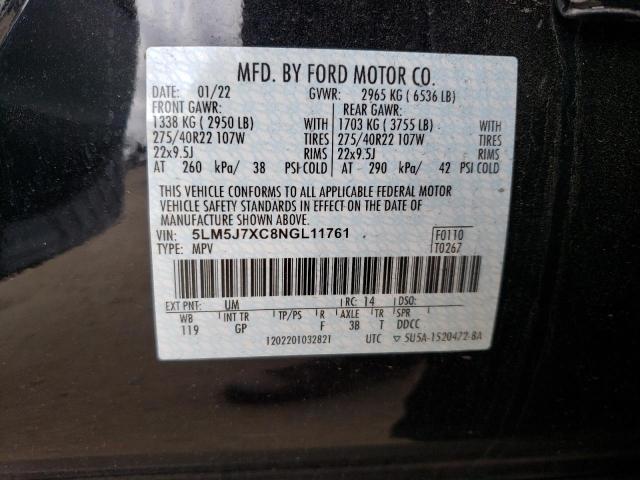 MFD. BY FORD MOTOR CO.
DATE: 01/22 GVWR: 2965 KG ( 6536 LB)
FRONT GAWR: REAR GAWR:
1338 KG ( 2950 LB) WITH 1703 KG ( 3755 LB) WITH
275/40R22 107W TIRES 275/40R22 107W TIRES
22x9.5J RIMS 22x9.5J RIMS
AT 260 kPa/ 38 PSI COLD AT 290 kPa/ 42 PSI COLD
THIS VEHICLE CONFORMS TO ALL APPLICABLE FEDERAL MOTOR
VEHICLE SAFETY STANDARDS IN EFFECT ON THE DATE OF
MANUFACTURE SHOWN ABOVE.
VIN: 5LM5J7XC8NGL11761 F0110
TYPE: MPV T0267
EXT PNT: UM RC: 14 DSO:
WB INT TR TP/PS R AXLE TR SPR
119 GP F 3B T DDCC
120220103282T UTC ▽ 5U5A-1520472-BA